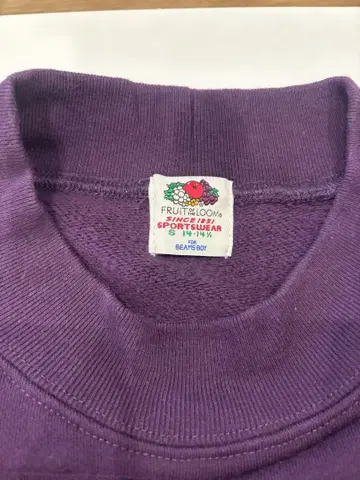 FRUIT OF THE LOOM®
SINCE 1851
SPORTSWEAR
S 14-14½
FOR
BEAMS BOY